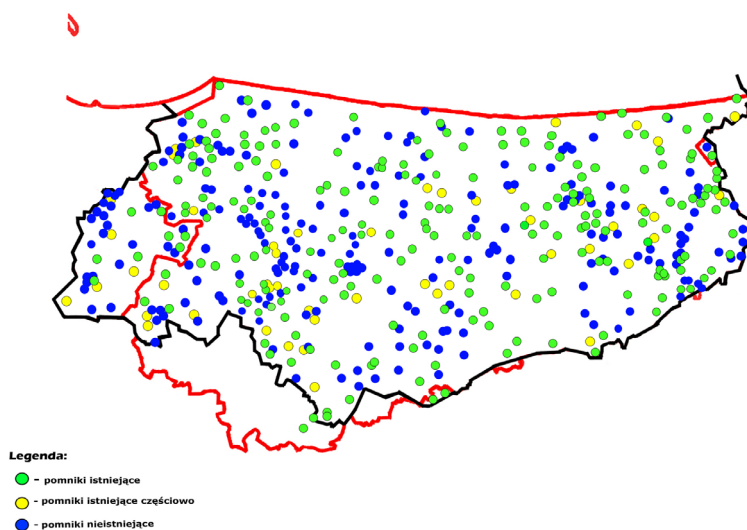 Legenda:
- pomniki istniejące
- pomniki istniejące częściowo
- pomniki nieistniejące